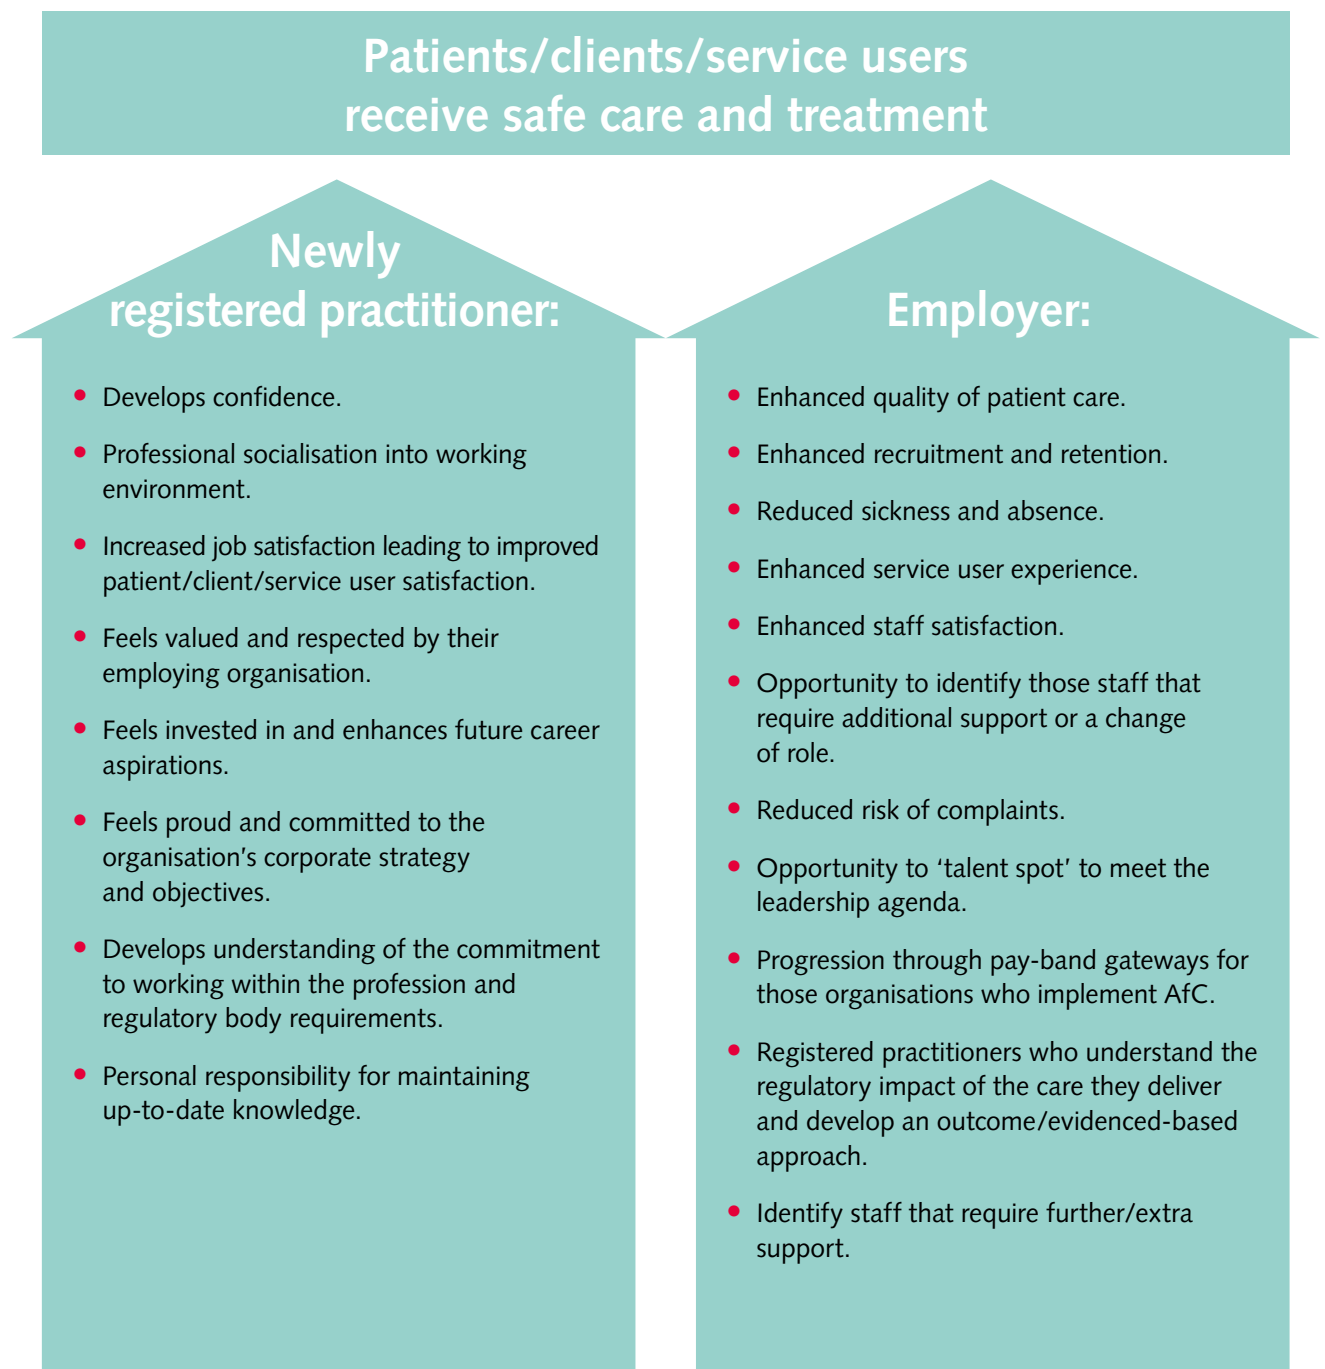 Patients/clients/service users
receive safe care and treatment
Newly
registered practitioner:
• Develops confidence.
• Professional socialisation into working
environment.
• Increased job satisfaction leading to improved
patient/client/service user satisfaction.
• Feels valued and respected by their
employing organisation.
• Feels invested in and enhances future career
aspirations.
• Feels proud and committed to the
organisation's corporate strategy
and objectives.
• Develops understanding of the commitment
to working within the profession and
regulatory body requirements.
• Personal responsibility for maintaining
up-to-date knowledge.
Employer:
• Enhanced quality of patient care.
• Enhanced recruitment and retention.
• Reduced sickness and absence.
• Enhanced service user experience.
• Enhanced staff satisfaction.
• Opportunity to identify those staff that
require additional support or a change
of role.
• Reduced risk of complaints.
• Opportunity to ‘talent spot’ to meet the
leadership agenda.
• Progression through pay-band gateways for
those organisations who implement AfC.
• Registered practitioners who understand the
regulatory impact of the care they deliver
and develop an outcome/evidenced-based
approach.
• Identify staff that require further/extra
support.